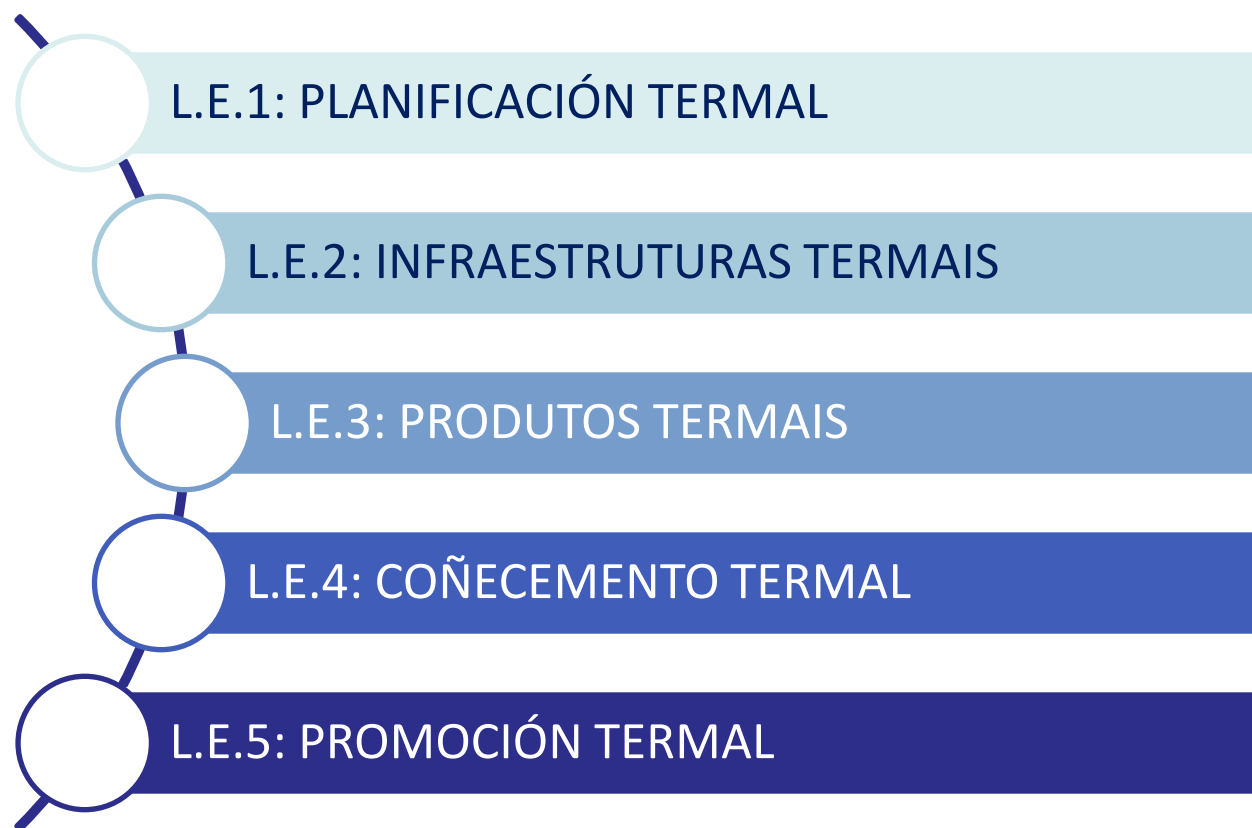 L.E.1: PLANIFICACIÓN TERMAL
L.E.2: INFRAESTRUTURAS TERMAIS
L.E.3: PRODUTOS TERMAIS
L.E.4: COÑECEMENTO TERMAL
L.E.5: PROMOCIÓN TERMAL